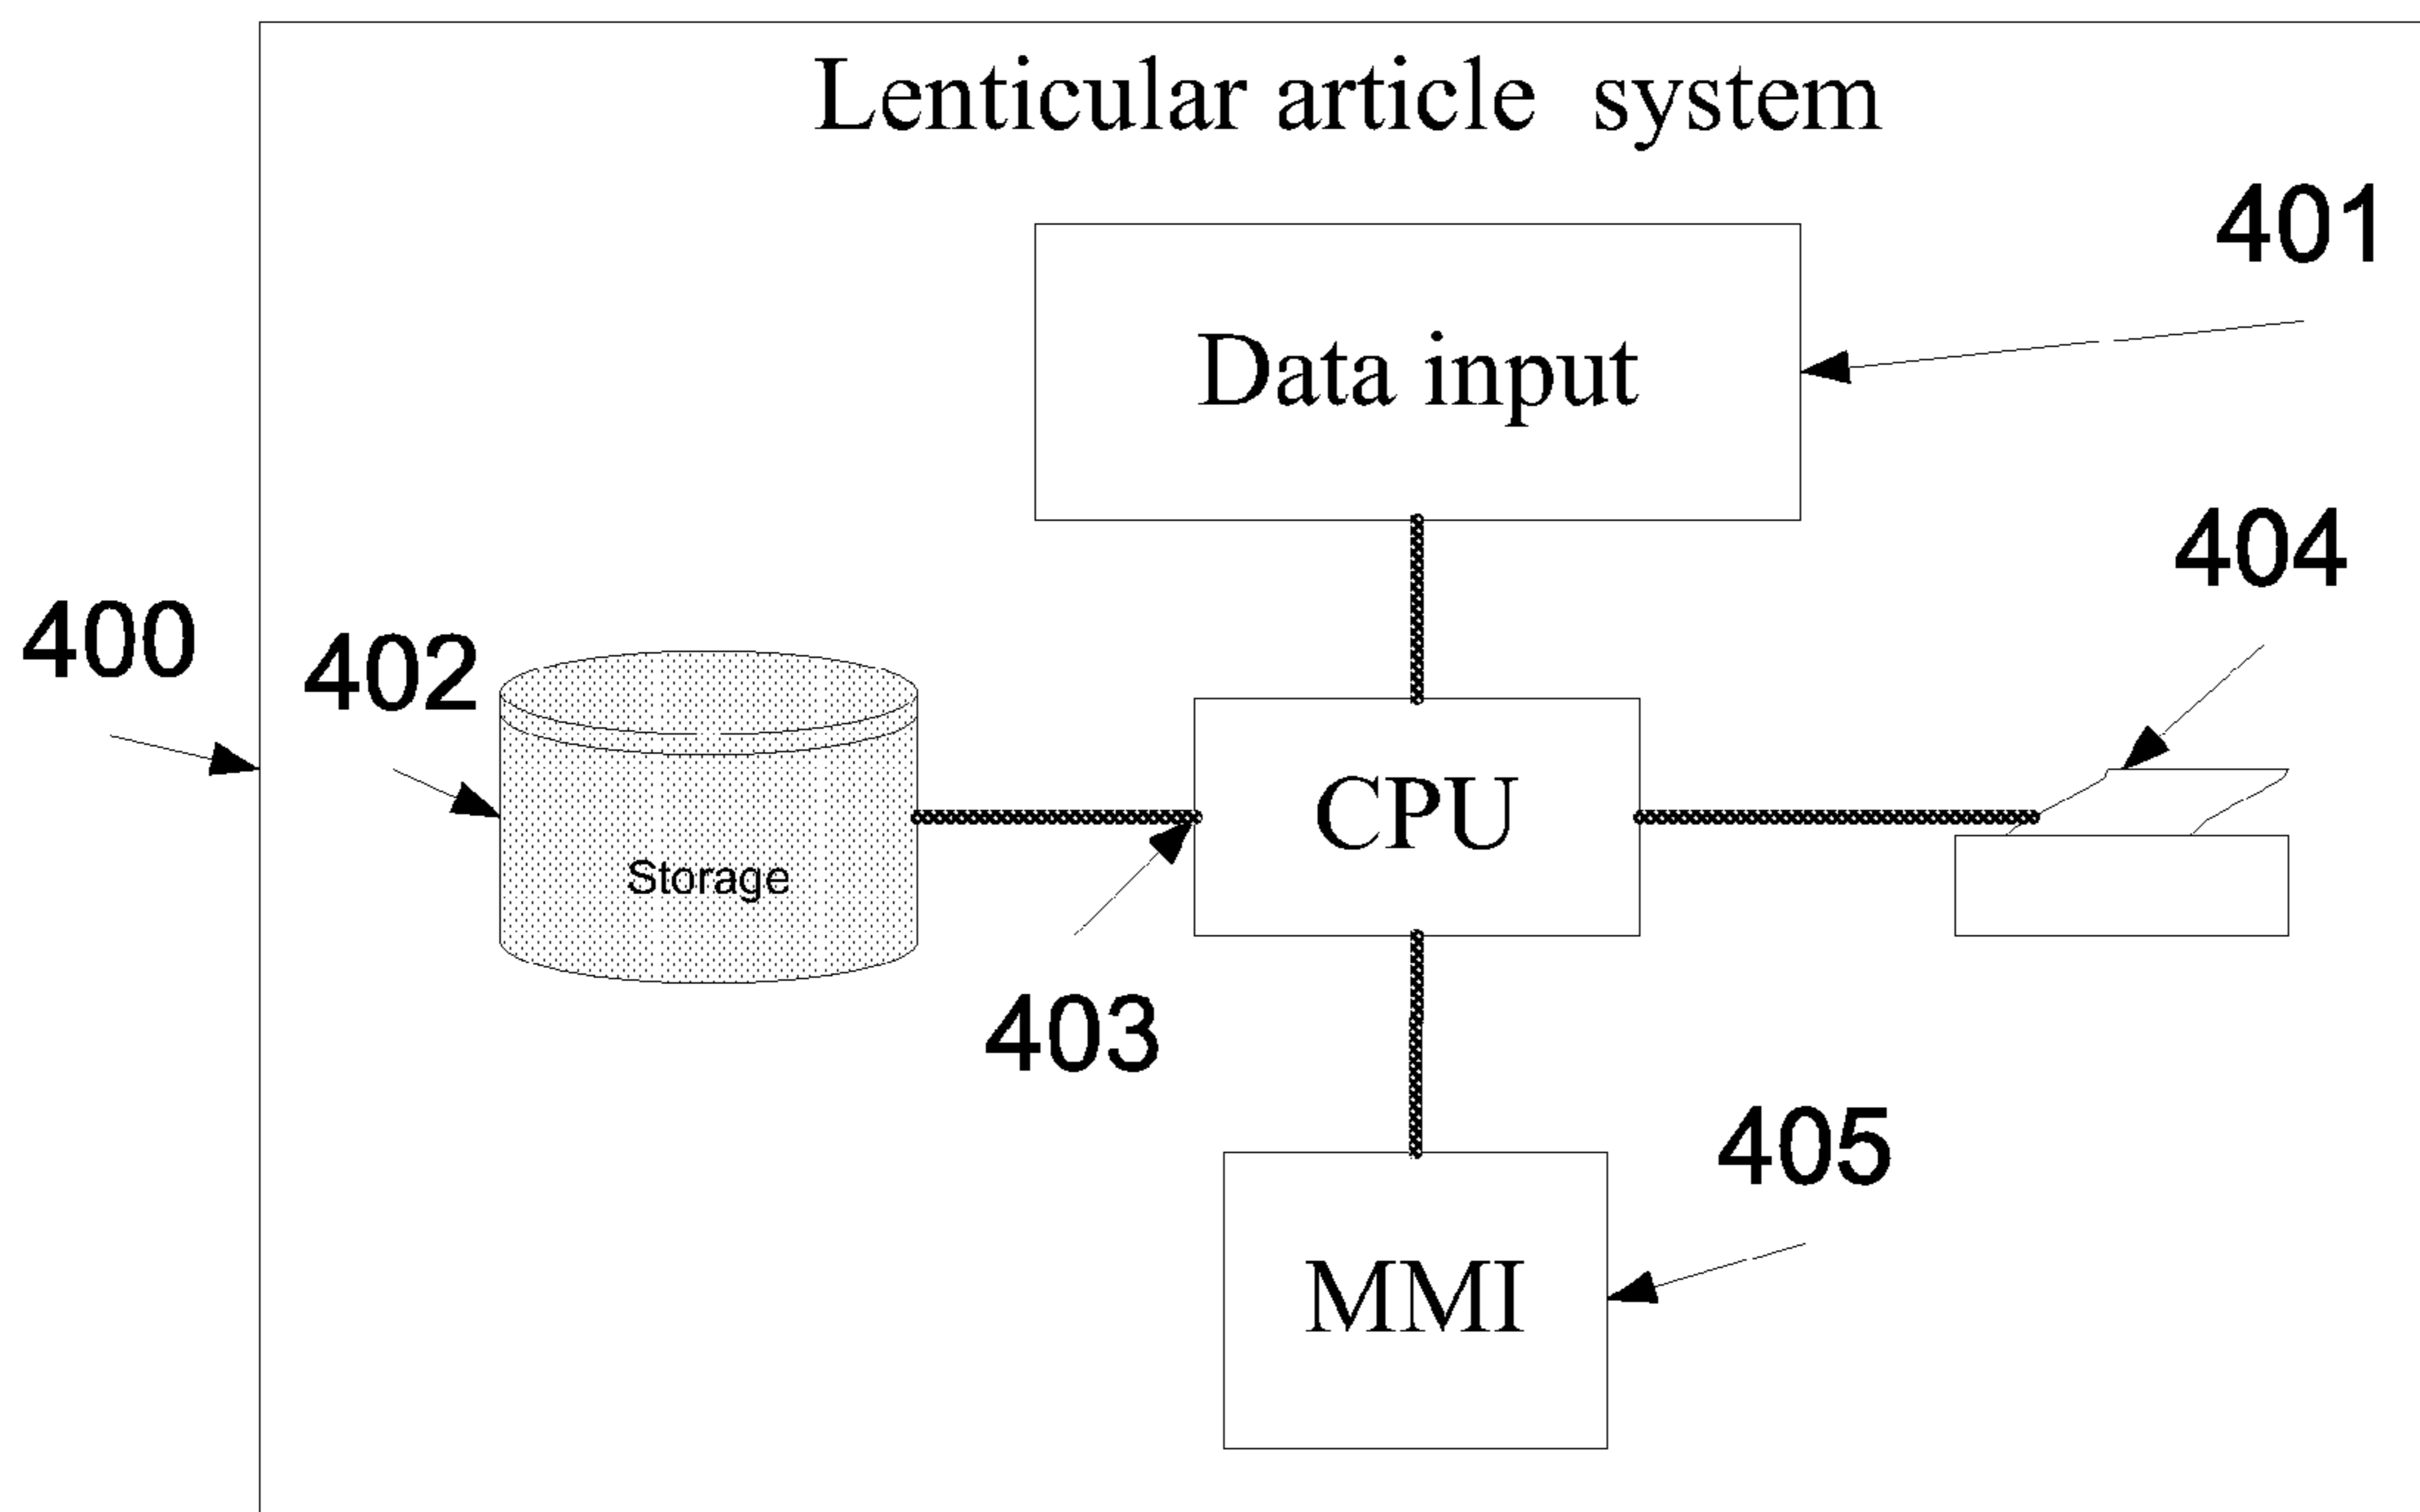 Lenticular article system
401
Data input
404
400
402
CPU
Storage
403
405
MMI